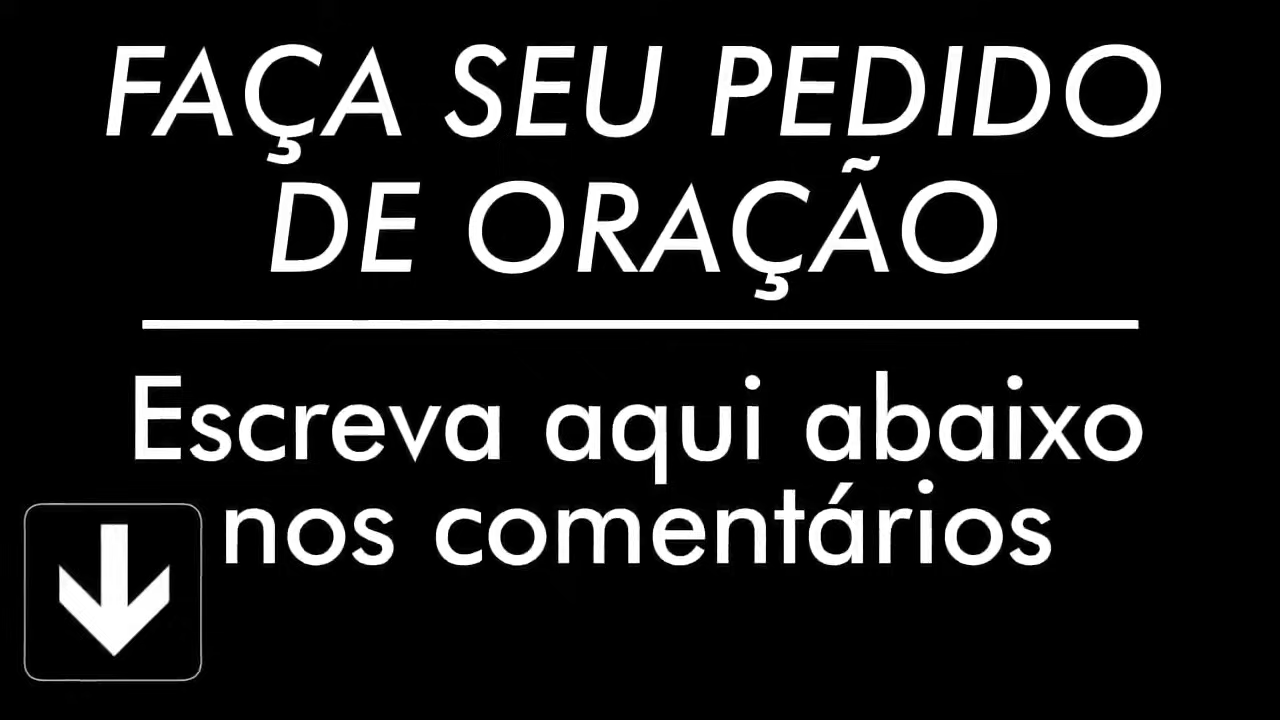 FAÇA SEU PEDIDO
DE ORAÇÃO
Escreva aqui abaixo
nos comentários